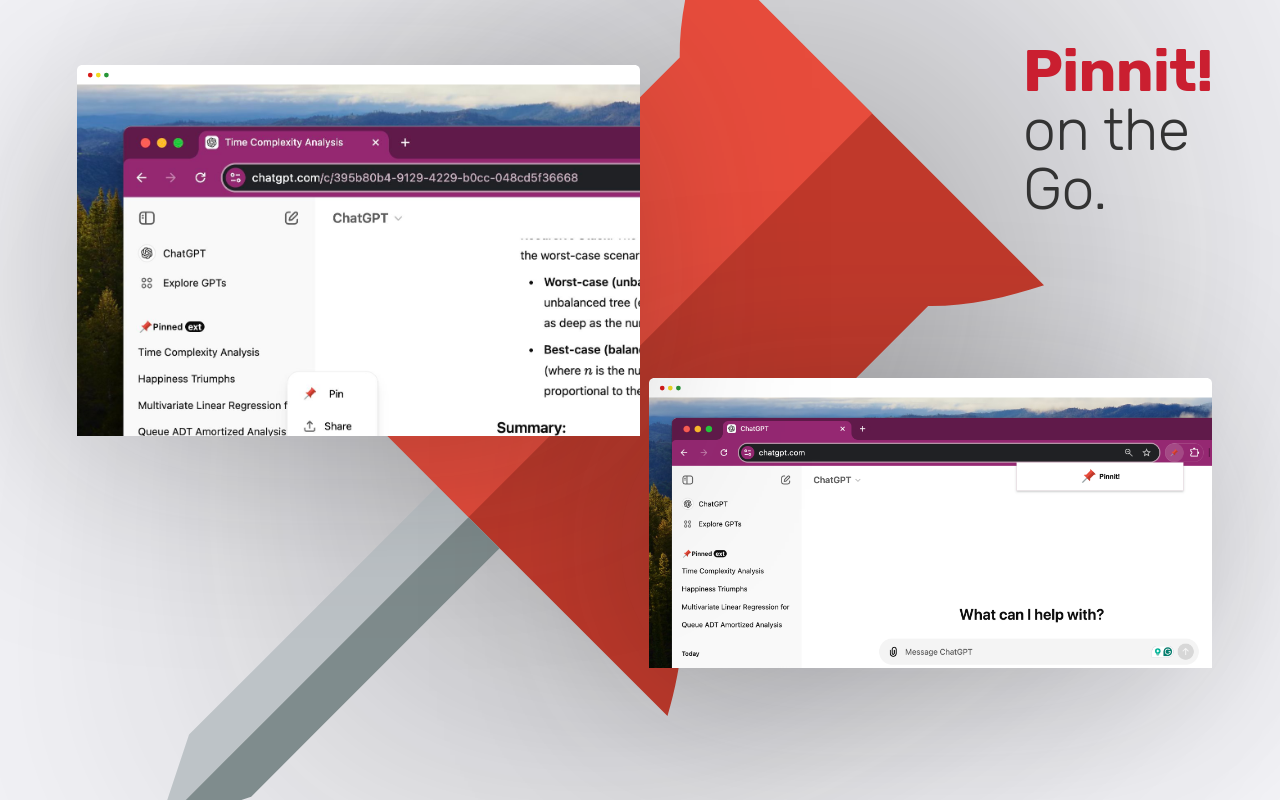 Pinnit!
on the
Go.
Time Complexity Analysis
chatgpt.com/c/395b80b4-9129-4229-b0cc-048cd5f36668
ChatGPT
ChatGPT
Explore GPTs
Pinned ext
Time Complexity Analysis
Happiness Triumphs
Multivariate Linear Regression f
Queue ADT Amortized Analysis
Pin
Share
the worst-case scenar
Worst-case (unba
unbalanced tree (
as deep as the nu
Best-case (balan
(where n is the nu
proportional to the
Summary:
ChatGPT
chatgpt.com
Pinnit!
ChatGPT
ChatGPT
Explore GPTs
Pinned ext
Time Complexity Analysis
Happiness Triumphs
Multivariate Linear Regression for
Queue ADT Amortized Analysis
Today
What can I help with?
Message ChatGPT